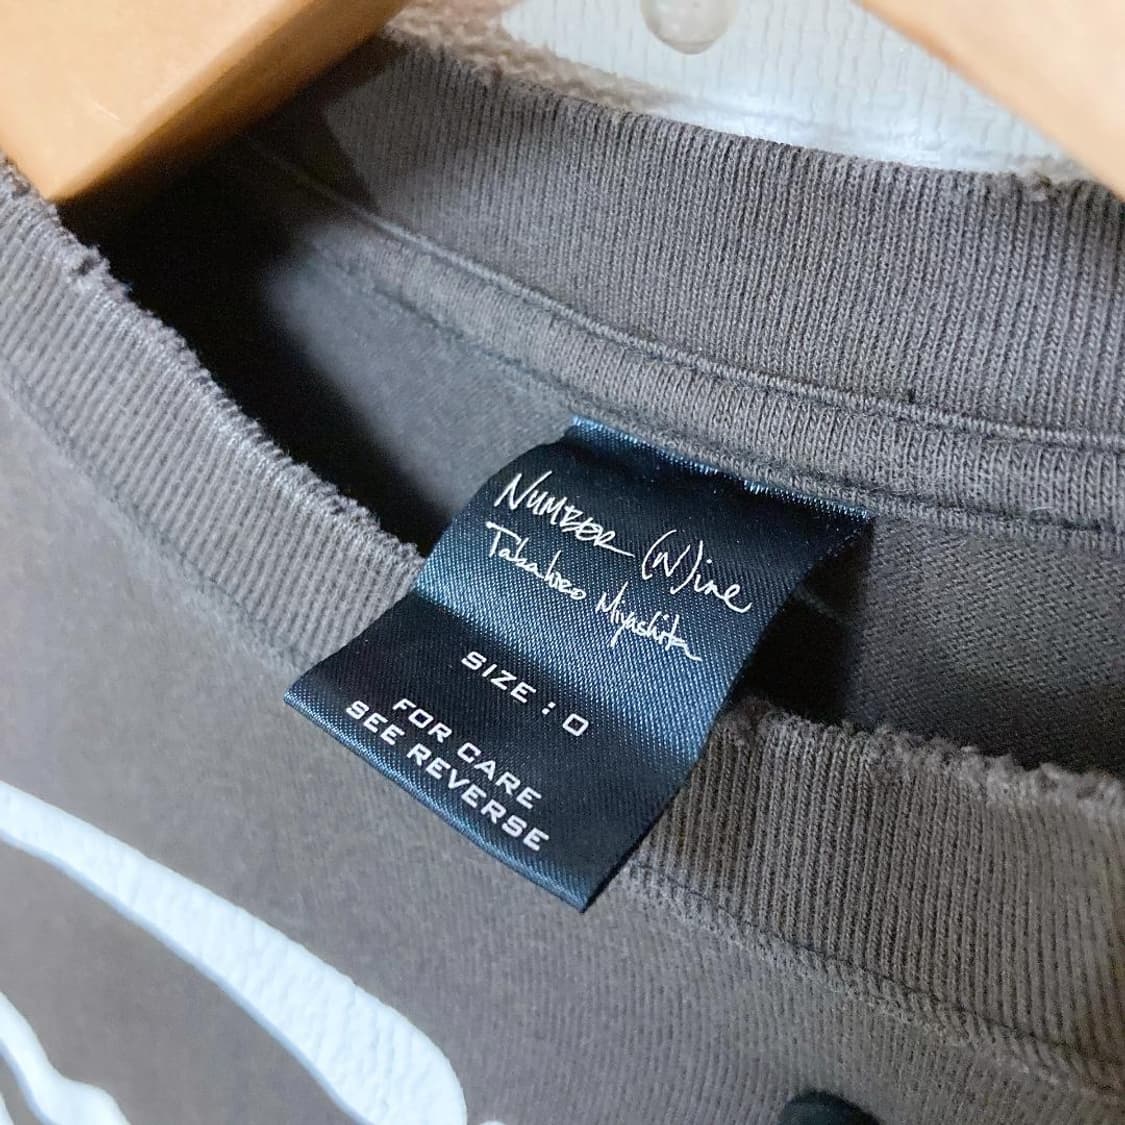 NUMBER (N)ine
Takahiro Miyashita
SIZE : 0
FOR CARE
SEE REVERSE